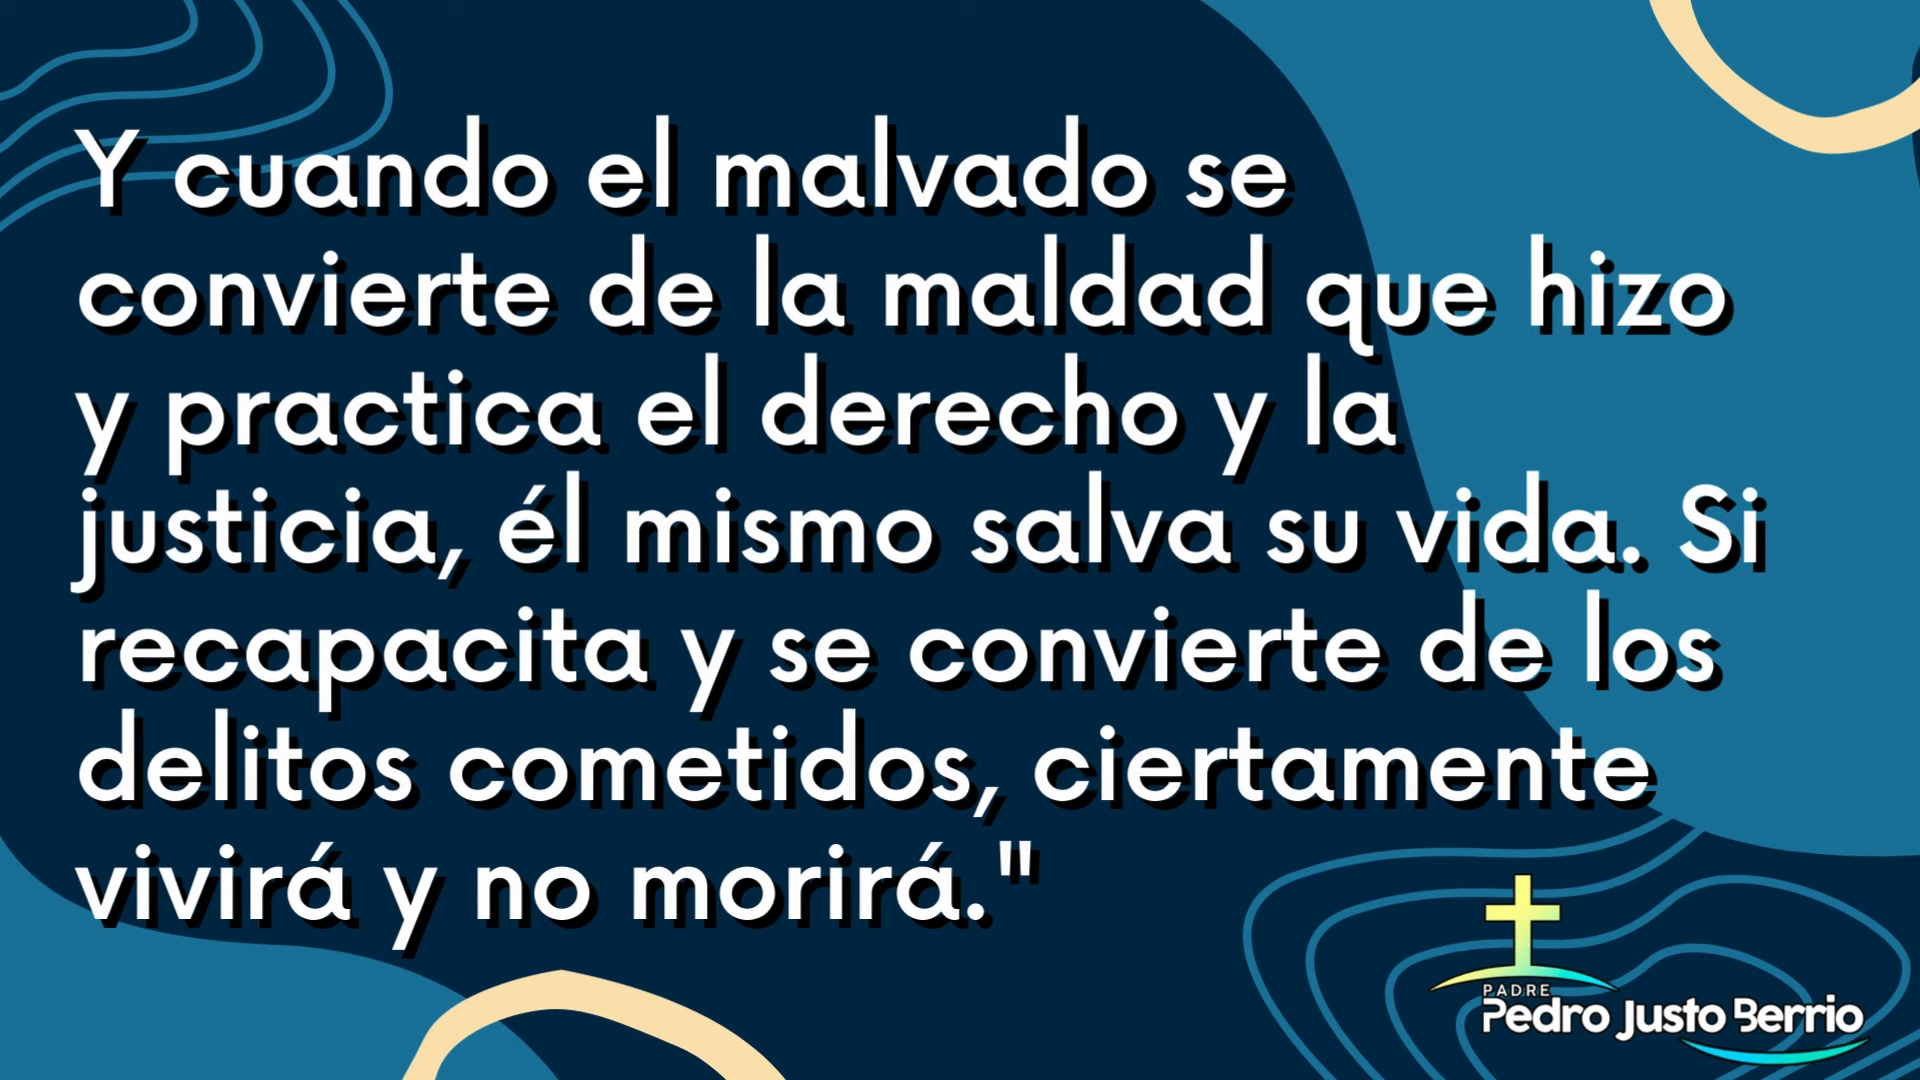 Y cuando el malvado se
convierte de la maldad que hizo
y practica el derecho y la
justicia, él mismo salva su vida. Si
recapacita y se convierte de los
delitos cometidos, ciertamente
vivirá y no morirá."
PADRE
Pedro Justo Berrio